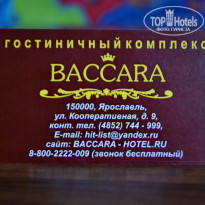 TOP Hotels
ФОТО ТУРИСТА
гостиничный комплекс
BACCARA
150000, Ярославль,
ул. Кооперативная, д. 9,
конт. тел. (4852) 744 - 999,
E-mail: hit-list@yandex.ru
сайт: BACCARA - HOTEL.RU
8-800-2222-009 (звонок бесплатный)